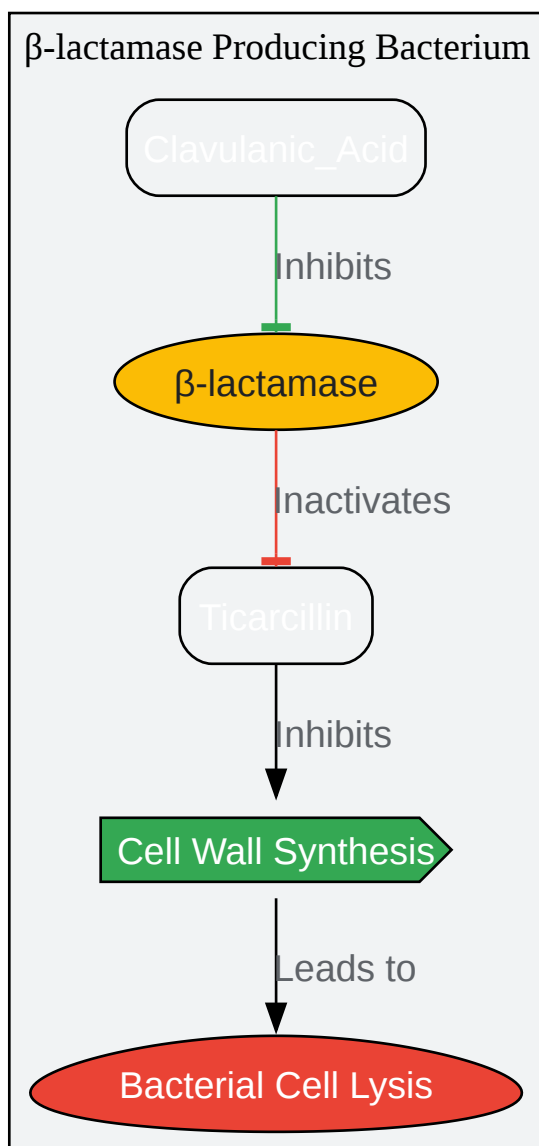 β-lactamase Producing Bacterium
Clavulanic_Acid
Inhibits
β-lactamase
Inactivates
Ticarcillin
Inhibits
Cell Wall Synthesis
Leads to
Bacterial Cell Lysis